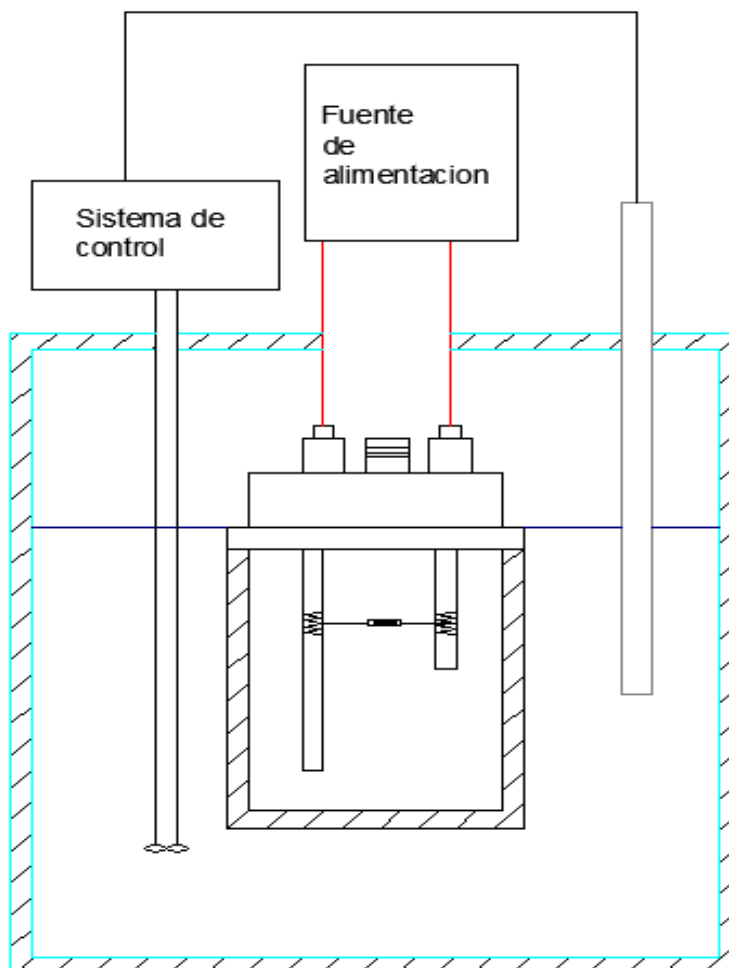 Fuente
de
alimentacion
Sistema de
control